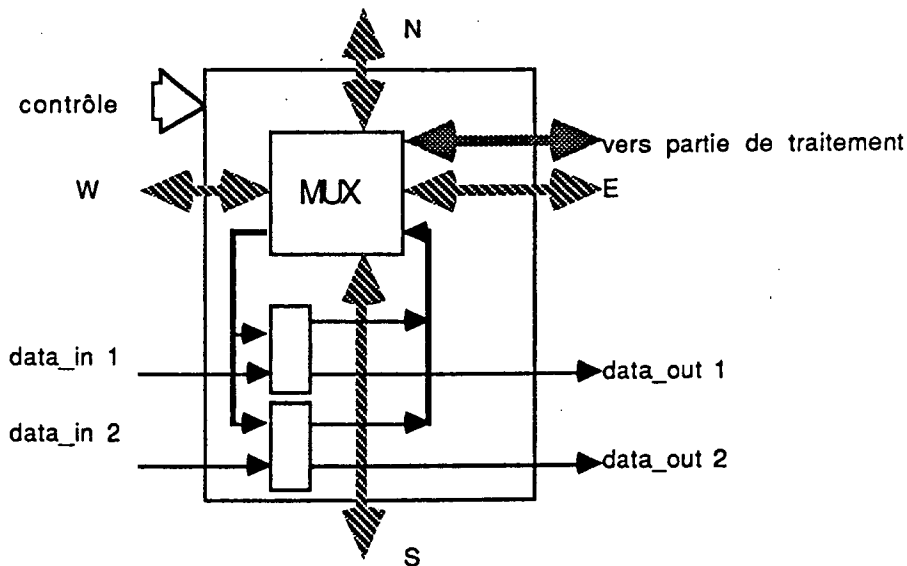 N
contrôle
vers partie de traitement
W
MUX
E
data_in 1
data_out 1
data_in 2
data_out 2
S